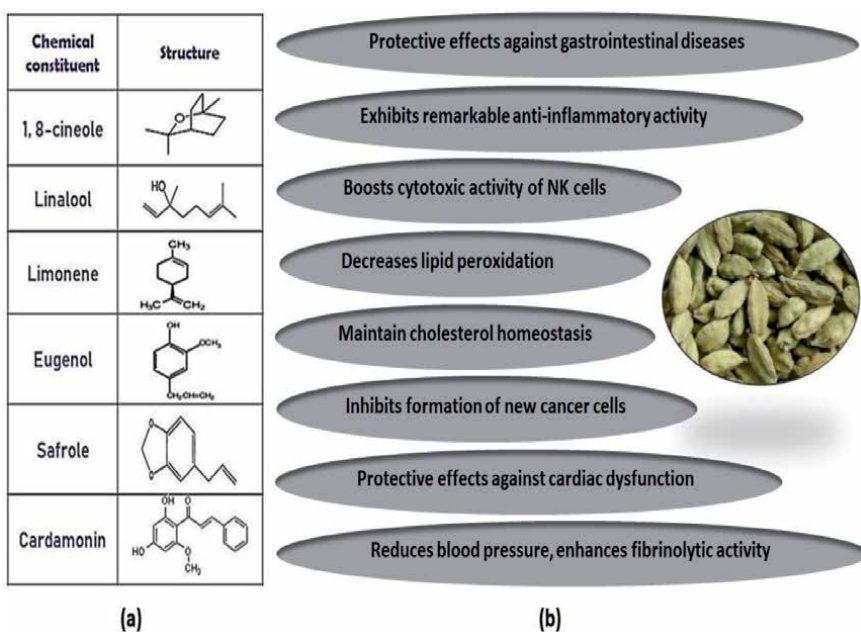 Chemical
constituent
Structure
1, 8-cineole
O
Linalool
HO
Limonene
CH₃
H₃C
CH₂
Eugenol
OH
OCH₃
CH₂CH=CH₂
Safrole
O
O
Cardamonin
OH
O
HO
O
CH₃
(a)
Protective effects against gastrointestinal diseases
Exhibits remarkable anti-inflammatory activity
Boosts cytotoxic activity of NK cells
Decreases lipid peroxidation
Maintain cholesterol homeostasis
Inhibits formation of new cancer cells
Protective effects against cardiac dysfunction
Reduces blood pressure, enhances fibrinolytic activity
(b)